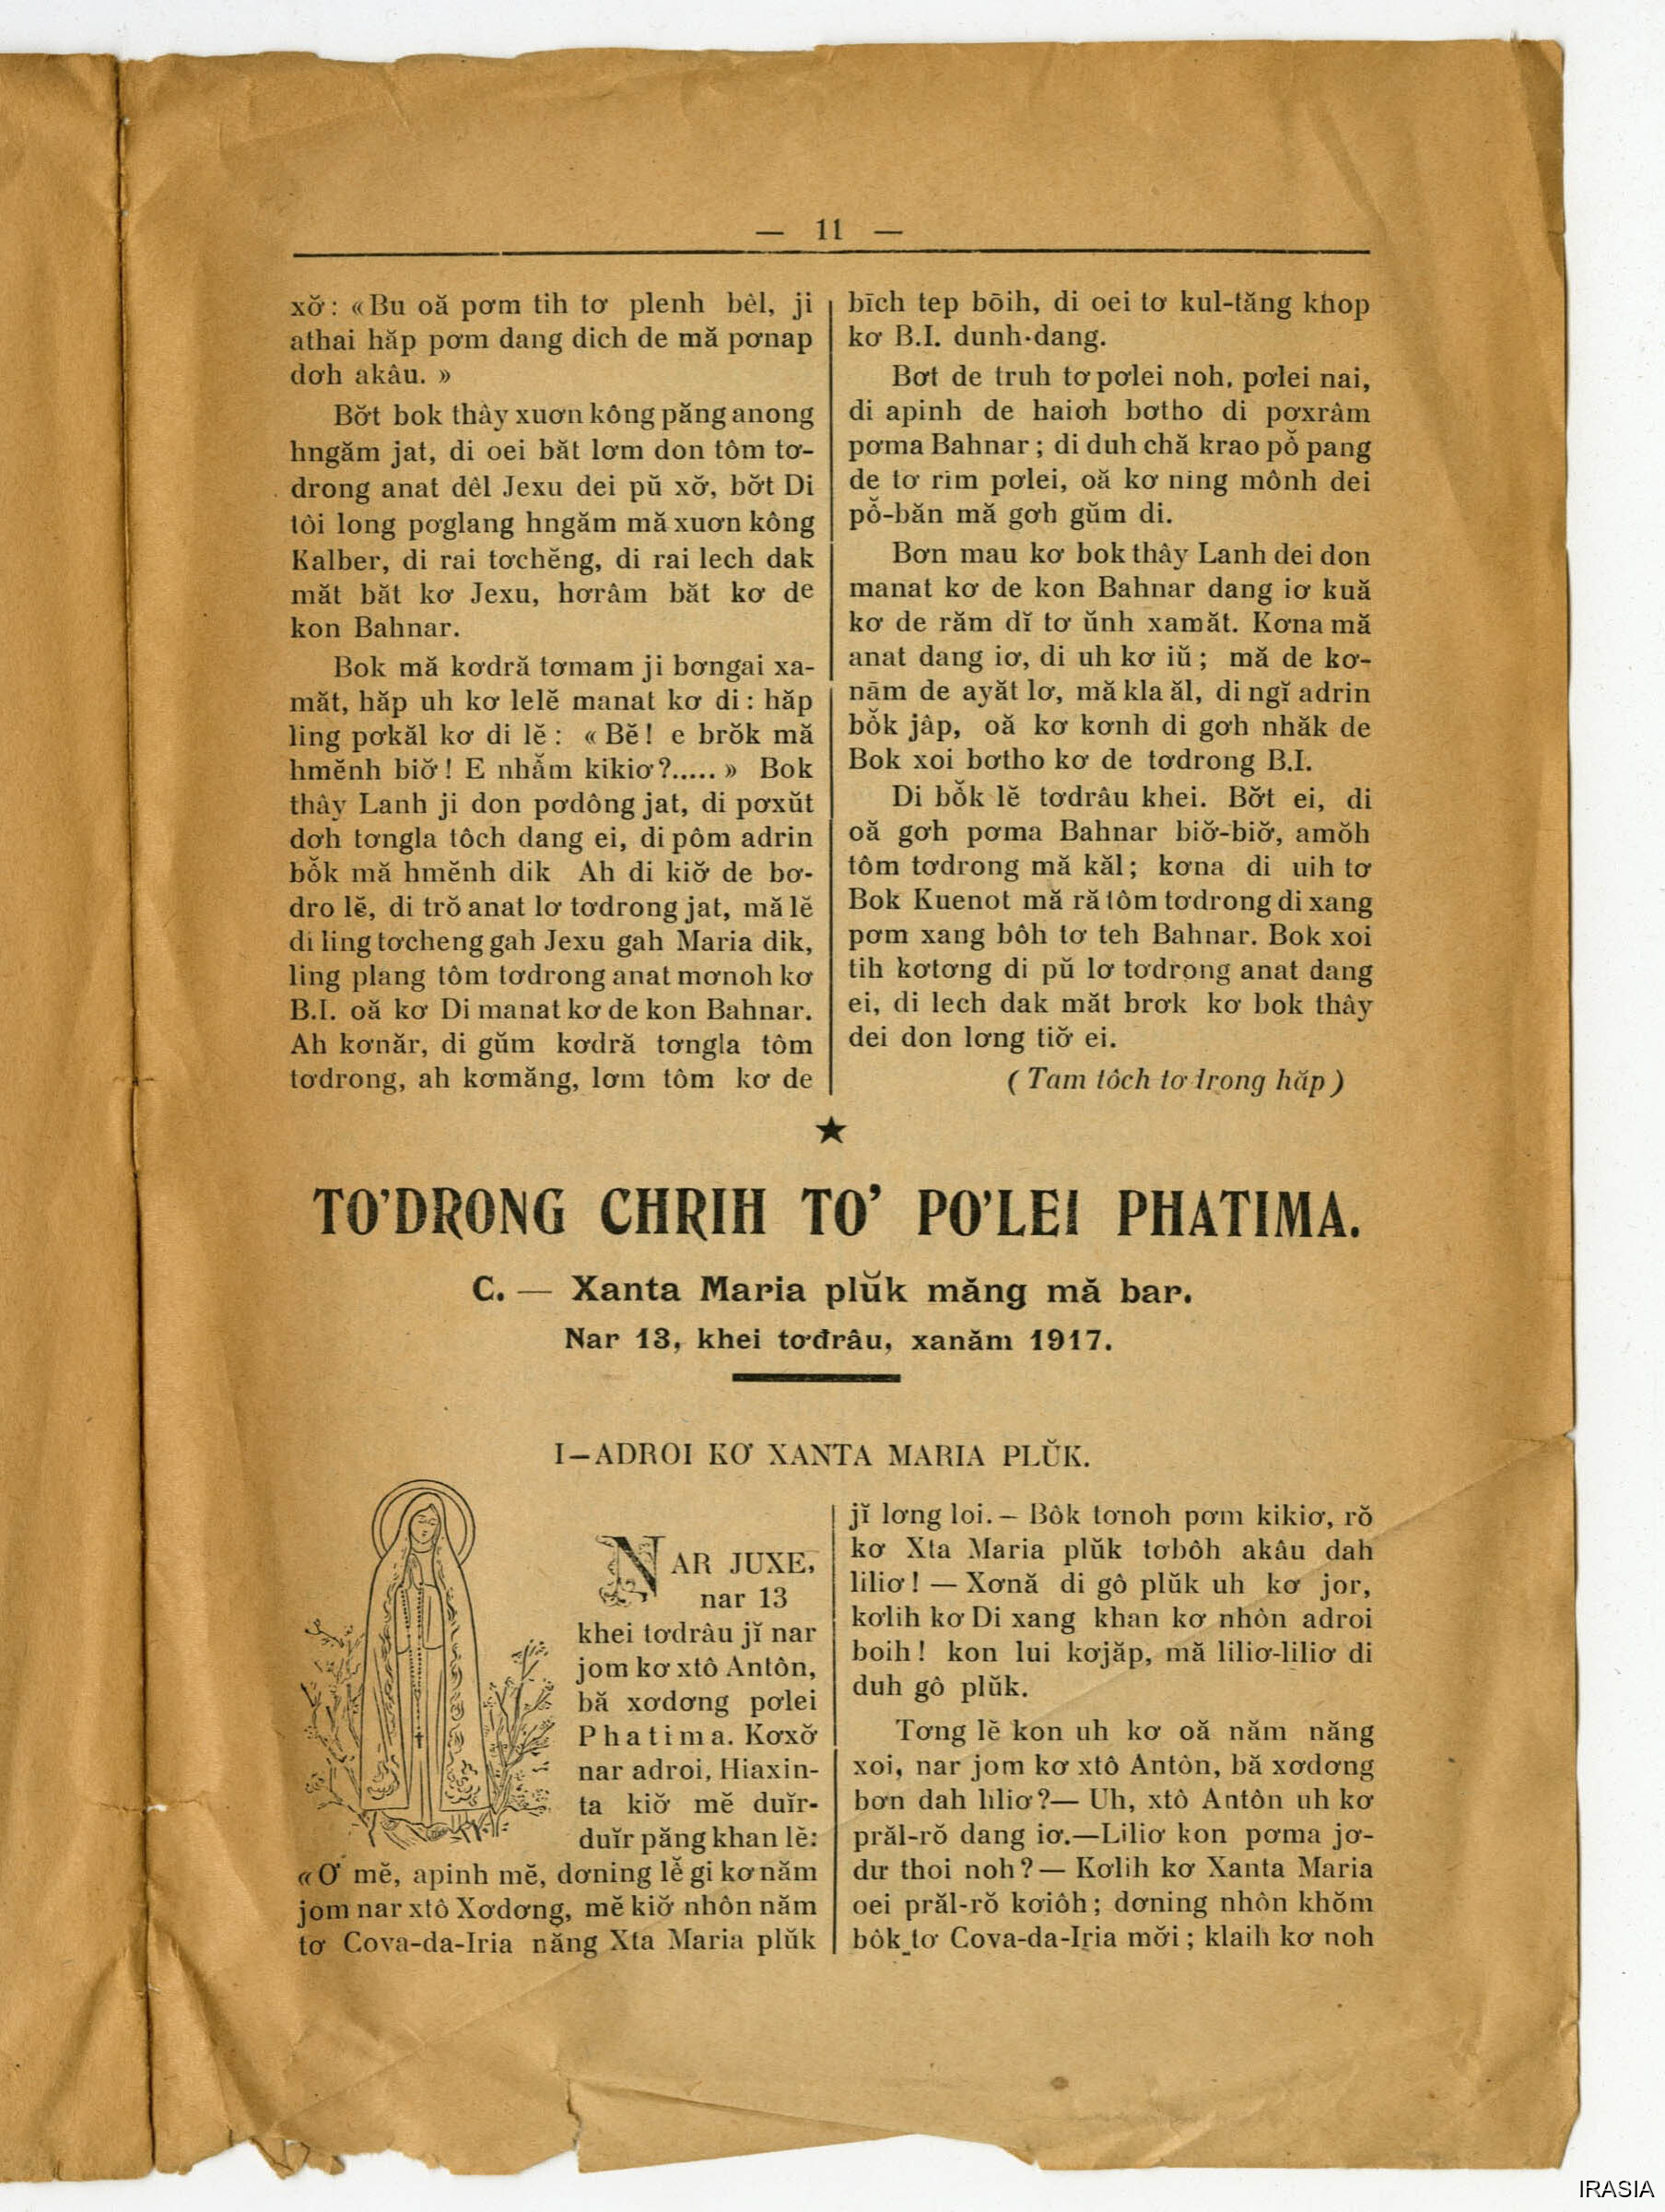 — 11 —
xơ̆: «Bu oă pơm tih tơ plenh bèl, ji
athai hăp pơm dang dich de mă pơnap
dơh akâu. »
Bơ̆t bok thây xuơn kông păng anong
hngăm jat, di oei băt lơm don tôm tơ-
drong anat dêl Jexu dei pŭ xơ̆, bơ̆t Di
tôi long pơglang hngăm mă xuơn kông
Kalber, di rai tơchĕng, di rai lech dak
măt băt kơ Jexu, hơrâm băt kơ de
kon Bahnar.
Bok mă kơdră tơmam ji bơngai xa-
măt, hăp uh kơ lelĕ manat kơ di : hăp
ling pơkăl kơ di lĕ : «Bĕ! e brŏk mă
hmĕnh biơ̆! E nhẵm kikiơ?..... » Bok
thây Lanh ji don pơdông jat, di pơxŭt
dơh tơngla tôch dang ei, di pôm adrin
bô̆k mă hmĕnh dik Ah di kiơ̆ de bơ-
dro lĕ, di trŏ anat lơ tơdrong jat, mă lĕ
di ling tơcheng gah Jexu gah Maria dik,
ling plang tôm tơdrong anat mơnoh kơ
B.I. oă kơ Di manat kơ de kon Bahnar.
Ah kơnăr, di gŭm kơdră tơngla tôm
tơdrong, ah kơmăng, lơm tôm kơ de
bīch tep bōih, di oei tơ kul-tăng khop
kơ B.I. dunh-dang.
Bơt de truh tơ pơlei noh, pơlei nai,
di apinh de haiơh bơtho di pơxrâm
pơma Bahnar ; di duh chă krao pô̆ pang
de tơ rim pơlei, oă kơ ning mônh dei
pô̆-băn mă gơh gŭm di.
Bơn mau kơ bok thây Lanh dei don
manat kơ de kon Bahnar dang iơ kuă
kơ de răm dĭ tơ ŭnh xamăt. Kơna mă
anat dang iơ, di uh kơ iŭ ; mă de kơ-
nām de ayăt lơ, mă kla ăl, di ngĭ adrin
bô̆k jâp, oă kơ kơnh di gơh nhăk de
Bok xoi bơtho kơ de tơdrong B.I.
Di bô̆k lĕ tơdrâu khei. Bơ̆t ei, di
oă gơh pơma Bahnar biơ̆-biơ̆, amŏh
tôm tơdrong mă kăl; kơna di uih tơ
Bok Kuenot mă ră tôm tơdrong di xang
pơm xang bôh tơ teh Bahnar. Bok xoi
tih kơtơng di pŭ lơ tơdrong anat dang
ei, di lech dak măt brơk kơ bok thây
dei don lơng tiơ̆ ei.
( Tam tôch tơdrong hăp )
★
TO’DRONG CHRIH TO’ PO’LEI PHATIMA.
C. — Xanta Maria plŭk măng mă bar.
Nar 13, khei tơđrâu, xanăm 1917.
I—ADROI KƠ XANTA MARIA PLŬK.
NAR JUXE,
nar 13
khei tơdrâu jĭ nar
jom kơ xtô Antôn,
bă xơdơng pơlei
Phatima. Kơxơ̆
nar adroi, Hiaxin-
ta kiơ̆ mĕ duĭr-
duĭr păng khan lĕ:
«Ơ mĕ, apinh mĕ, dơning lĕ̆ gi kơ năm
jom nar xtô Xơdơng, mĕ kiơ̆ nhôn năm
tơ Cova-da-Iria năng Xta Maria plŭk
jĭ lơng loi. — Bôk tơnoh pơm kikiơ, rŏ
kơ Xta Maria plŭk tơbôh akâu dah
liliơ! — Xơnă di gô plŭk uh kơ jor,
kơlih kơ Di xang khan kơ nhôn adroi
boih! kon lui kơjăp, mă liliơ-liliơ di
duh gô plŭk.
Tơng lĕ kon uh kơ oă năm năng
xoi, nar jom kơ xtô Antôn, bă xơdơng
bơn dah liliơ?— Uh, xtô Antôn uh kơ
prăl-rŏ dang iơ.—Liliơ kon pơma jơ-
dư thoi noh? — Kơlih kơ Xanta Maria
oei prăl-rŏ kơiôh; dơning nhôn khŏm
bôk tơ Cova-da-Iria mơ̆i ; klaih kơ noh
IRASIA